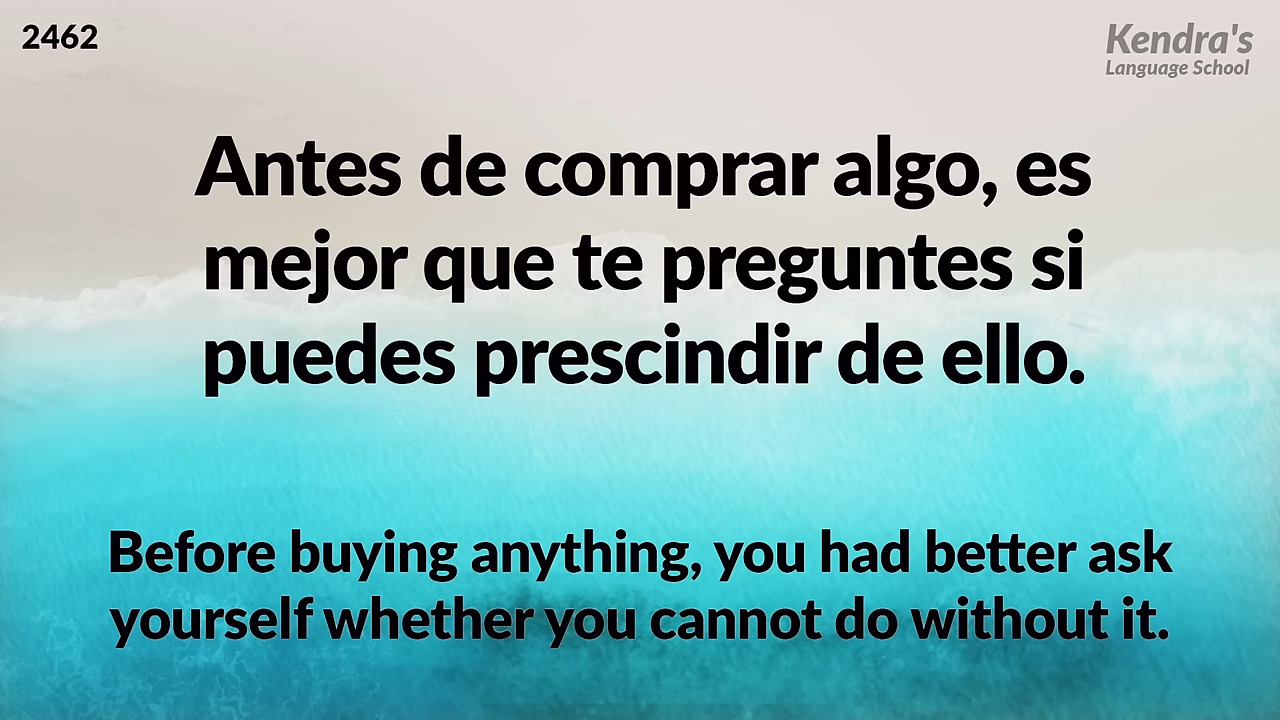 2462
Kendra's
Language School
Antes de comprar algo, es
mejor que te preguntes si
puedes prescindir de ello.
Before buying anything, you had better ask
yourself whether you cannot do without it.